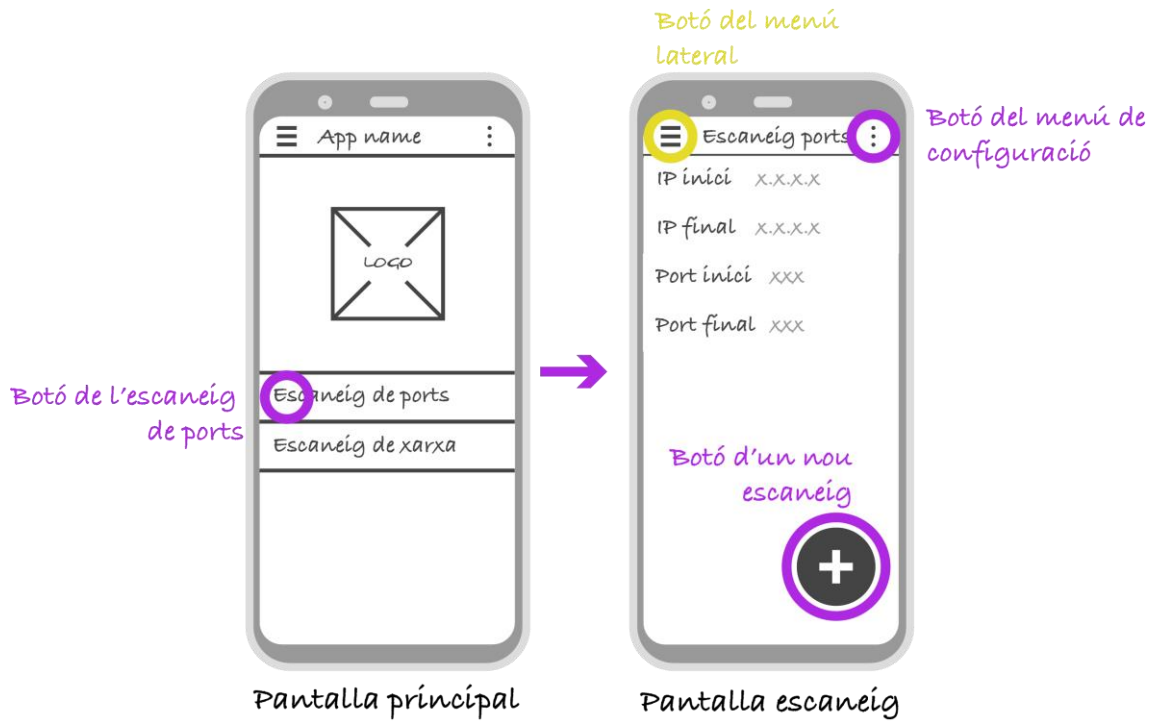 Botó del menú
lateral
App name
LOGO
Escaneig de ports
Escaneig de xarxa
Botó de l'escaneig
de ports
Pantalla principal
Escaneig ports
Botó del menú de
configuració
IP inici x.x.x.x
IP final x.x.x.x
Port inici xxx
Port final xxx
Botó d'un nou
escaneig
Pantalla escaneig